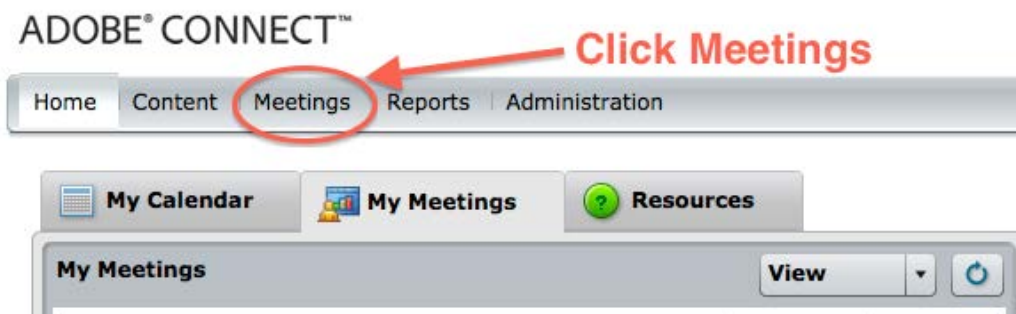 ADOBE® CONNECT™
Click Meetings
Home Content Meetings Reports Administration
My Calendar My Meetings ? Resources
My Meetings View